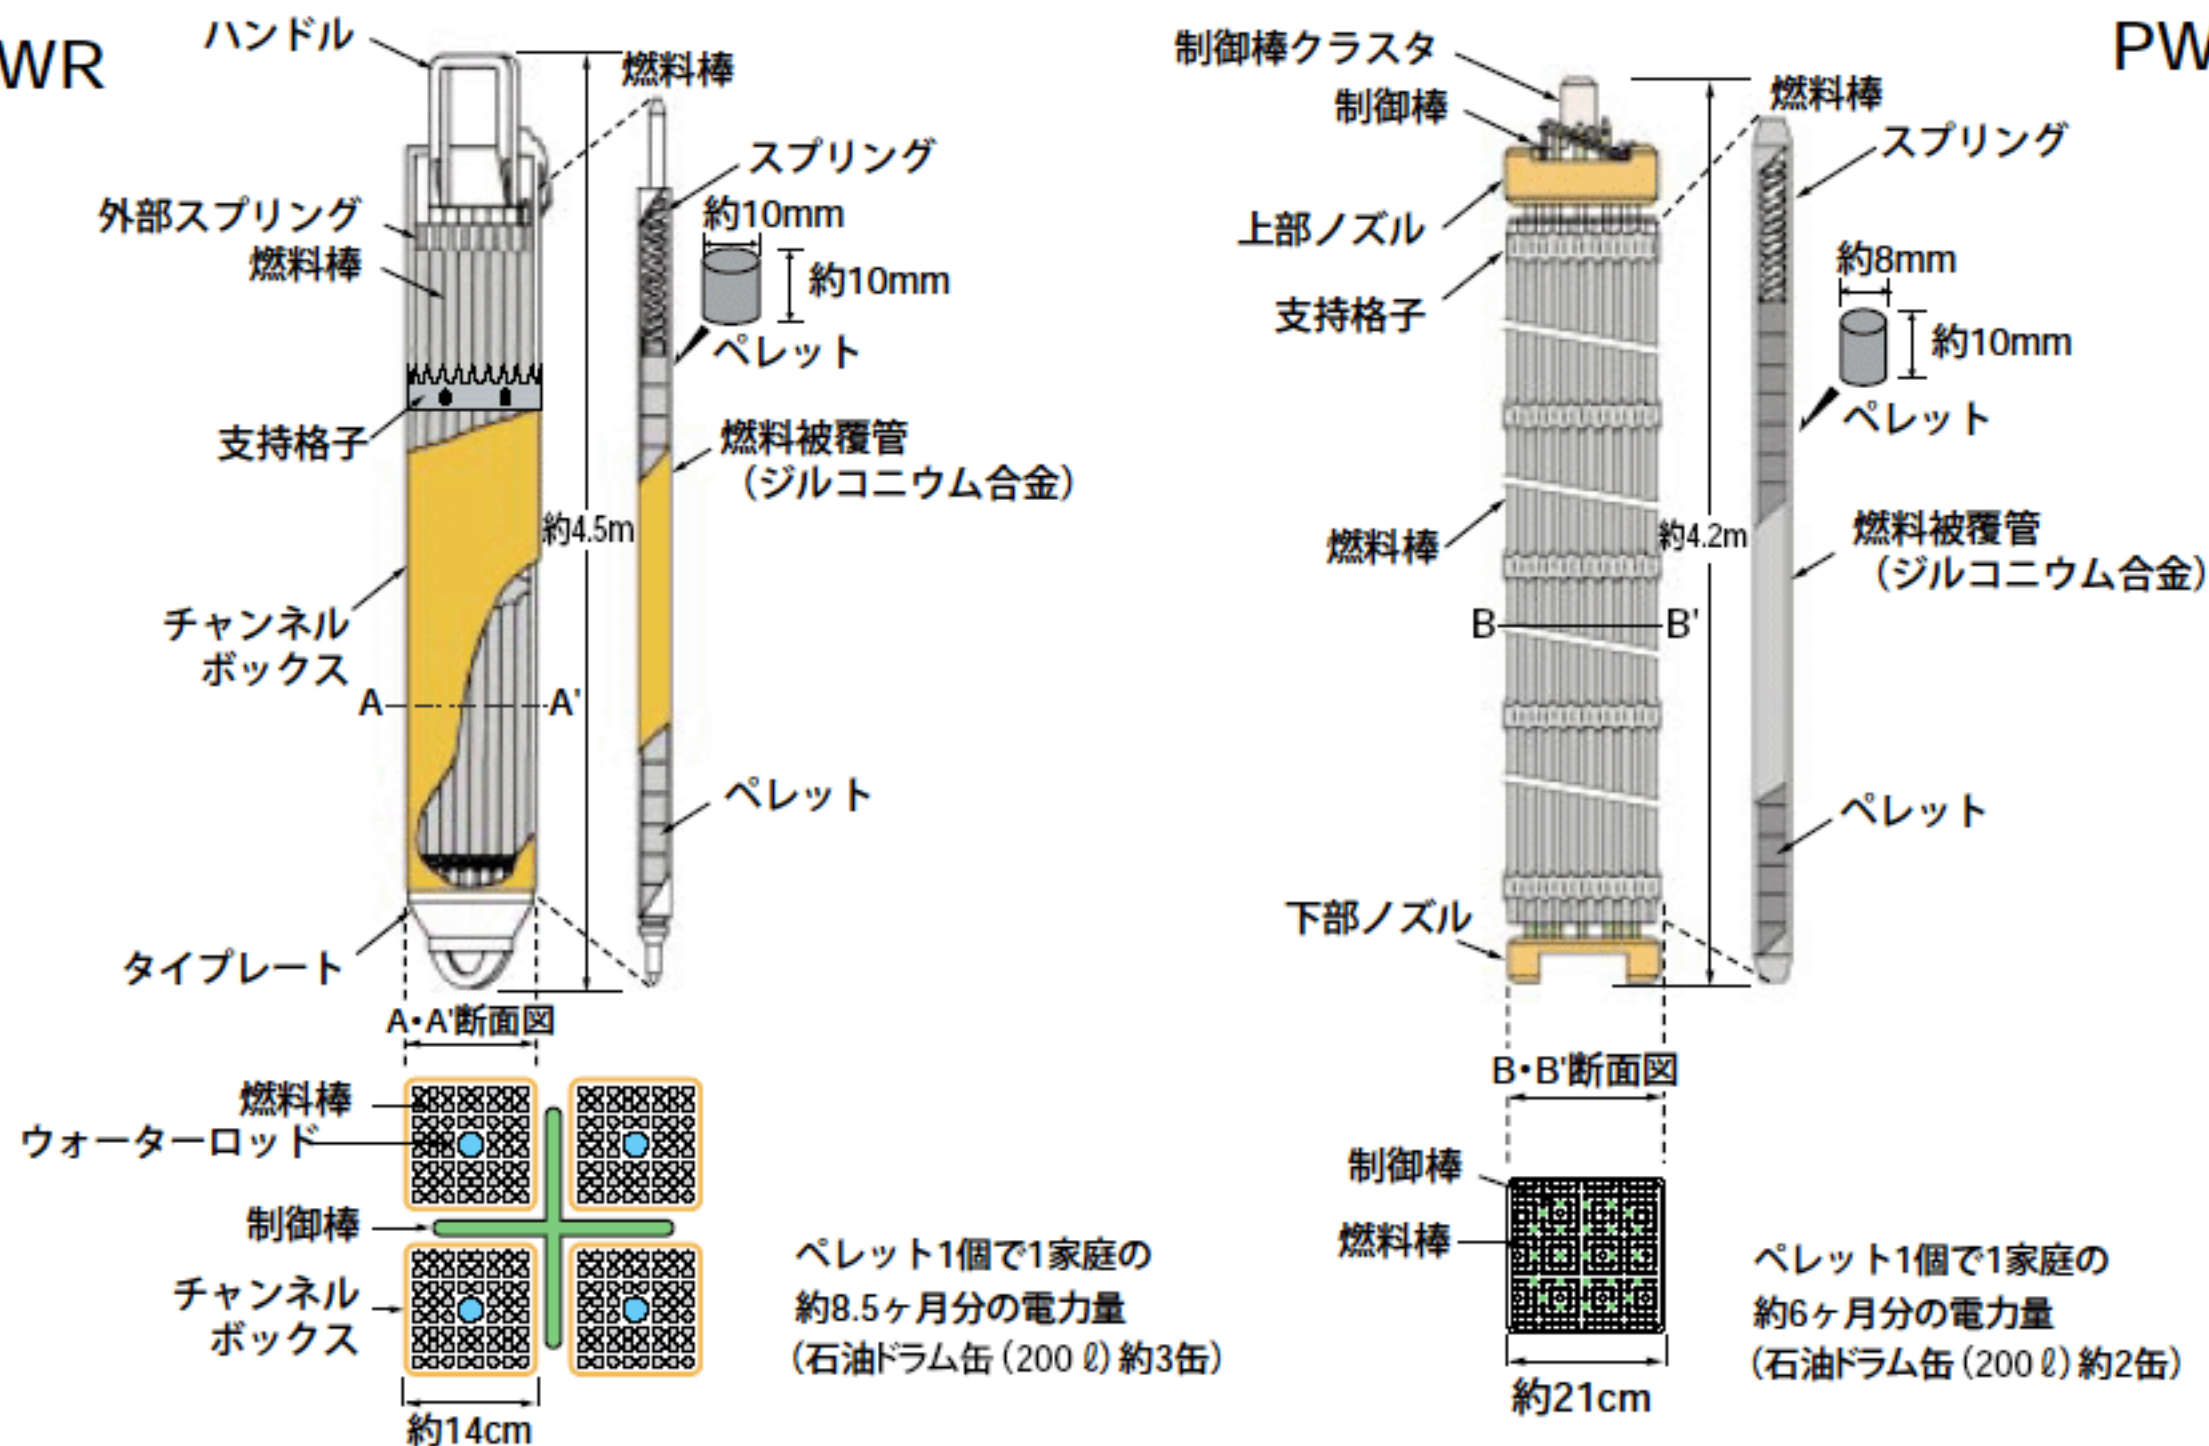 WR
ハンドル
燃料棒
スプリング
約10mm
約10mm
ペレット
外部スプリング
燃料棒
支持格子
燃料被覆管
（ジルコニウム合金）
約4.5m
チャンネル
ボックス
A
A'
ペレット
タイプレート
A・A'断面図
燃料棒
ウォーターロッド
制御棒
チャンネル
ボックス
約14cm
ペレット1個で1家庭の
約8.5ヶ月分の電力量
（石油ドラム缶（200ℓ）約3缶）
PW
制御棒クラスタ
制御棒
燃料棒
スプリング
上部ノズル
約8mm
約10mm
ペレット
支持格子
燃料棒
約4.2m
燃料被覆管
（ジルコニウム合金）
B
B'
ペレット
下部ノズル
B・B'断面図
制御棒
燃料棒
約21cm
ペレット1個で1家庭の
約6ヶ月分の電力量
（石油ドラム缶（200ℓ）約2缶）